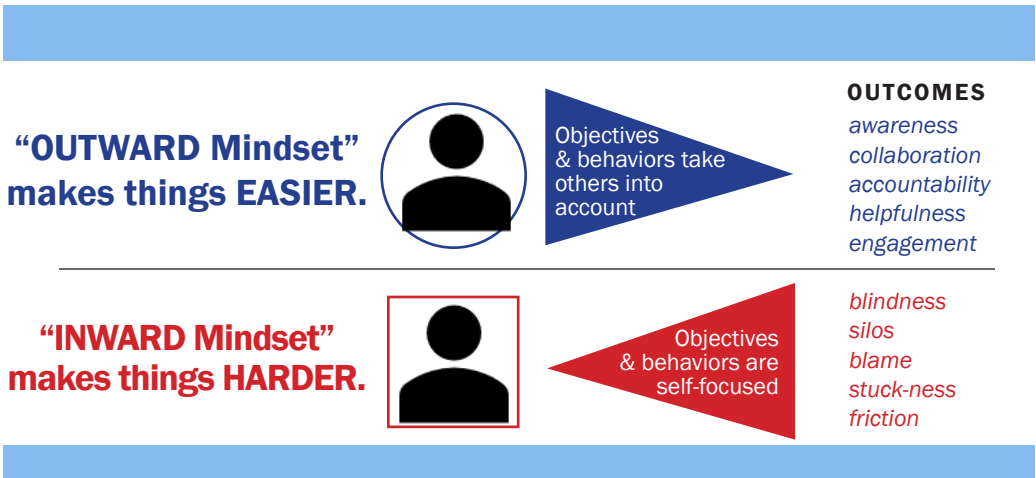 “OUTWARD Mindset”
makes things EASIER.
Objectives
& behaviors take
others into
account
OUTCOMES
awareness
collaboration
accountability
helpfulness
engagement
“INWARD Mindset”
makes things HARDER.
Objectives
& behaviors are
self-focused
blindness
silos
blame
stuck-ness
friction